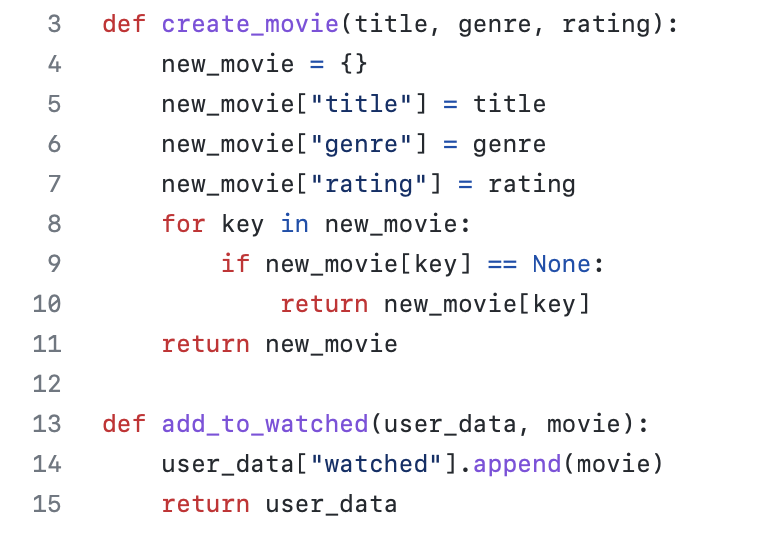 3 def create_movie(title, genre, rating):
4     new_movie = {}
5     new_movie["title"] = title
6     new_movie["genre"] = genre
7     new_movie["rating"] = rating
8     for key in new_movie:
9         if new_movie[key] == None:
10             return new_movie[key]
11     return new_movie
12
13 def add_to_watched(user_data, movie):
14     user_data["watched"].append(movie)
15     return user_data